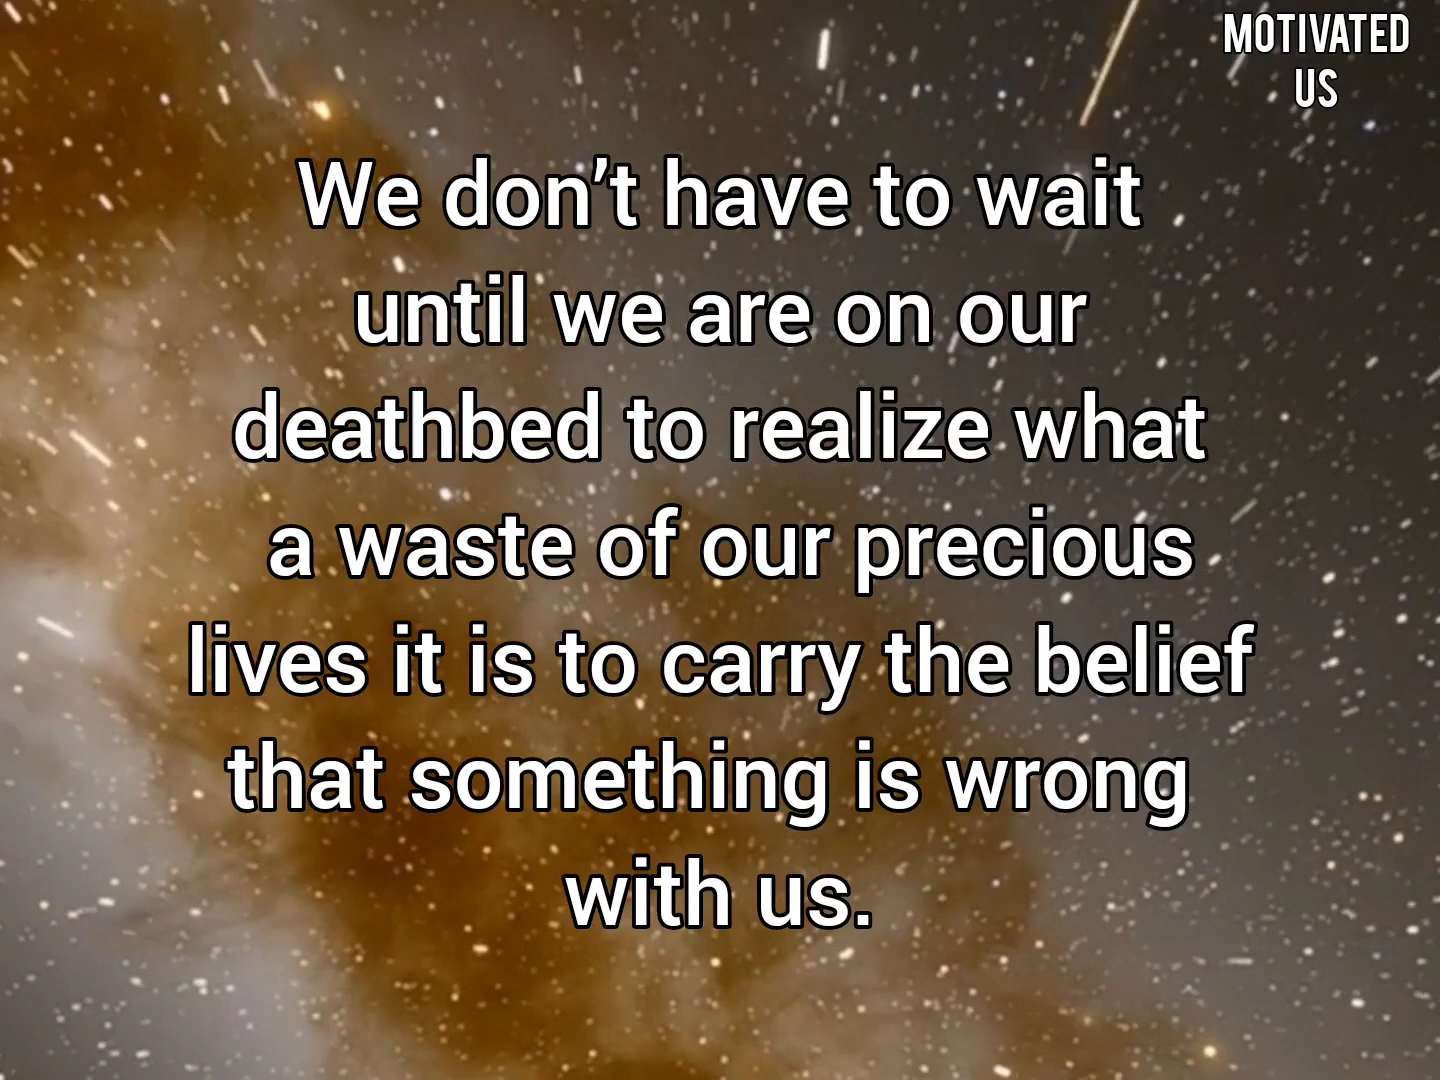 MOTIVATED
US
We don't have to wait
until we are on our
deathbed to realize what
a waste of our precious
lives it is to carry the belief
that something is wrong
with us.